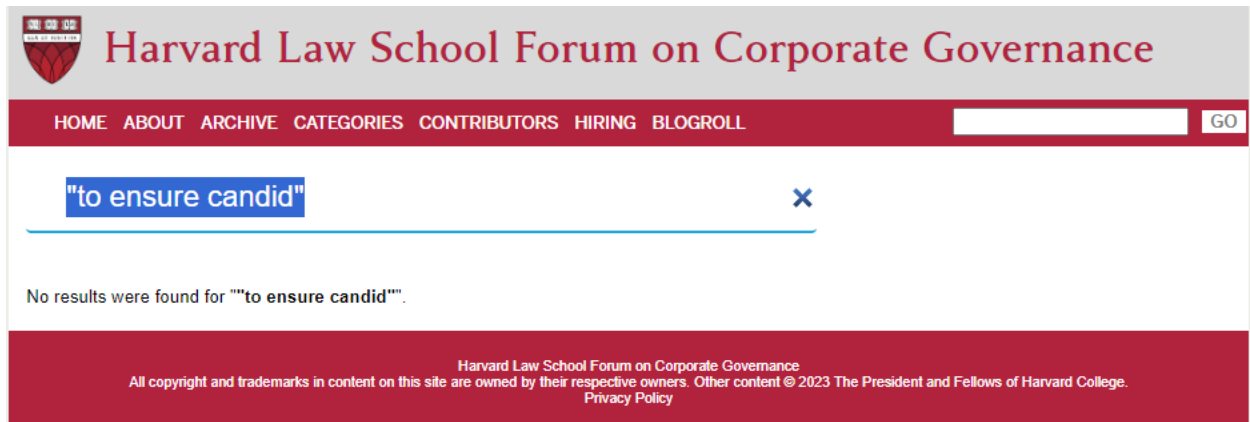 Harvard Law School Forum on Corporate Governance
HOME ABOUT ARCHIVE CATEGORIES CONTRIBUTORS HIRING BLOGROLL GO
"to ensure candid" ×
No results were found for ""to ensure candid"".
Harvard Law School Forum on Corporate Governance
All copyright and trademarks in content on this site are owned by their respective owners. Other content © 2023 The President and Fellows of Harvard College.
Privacy Policy